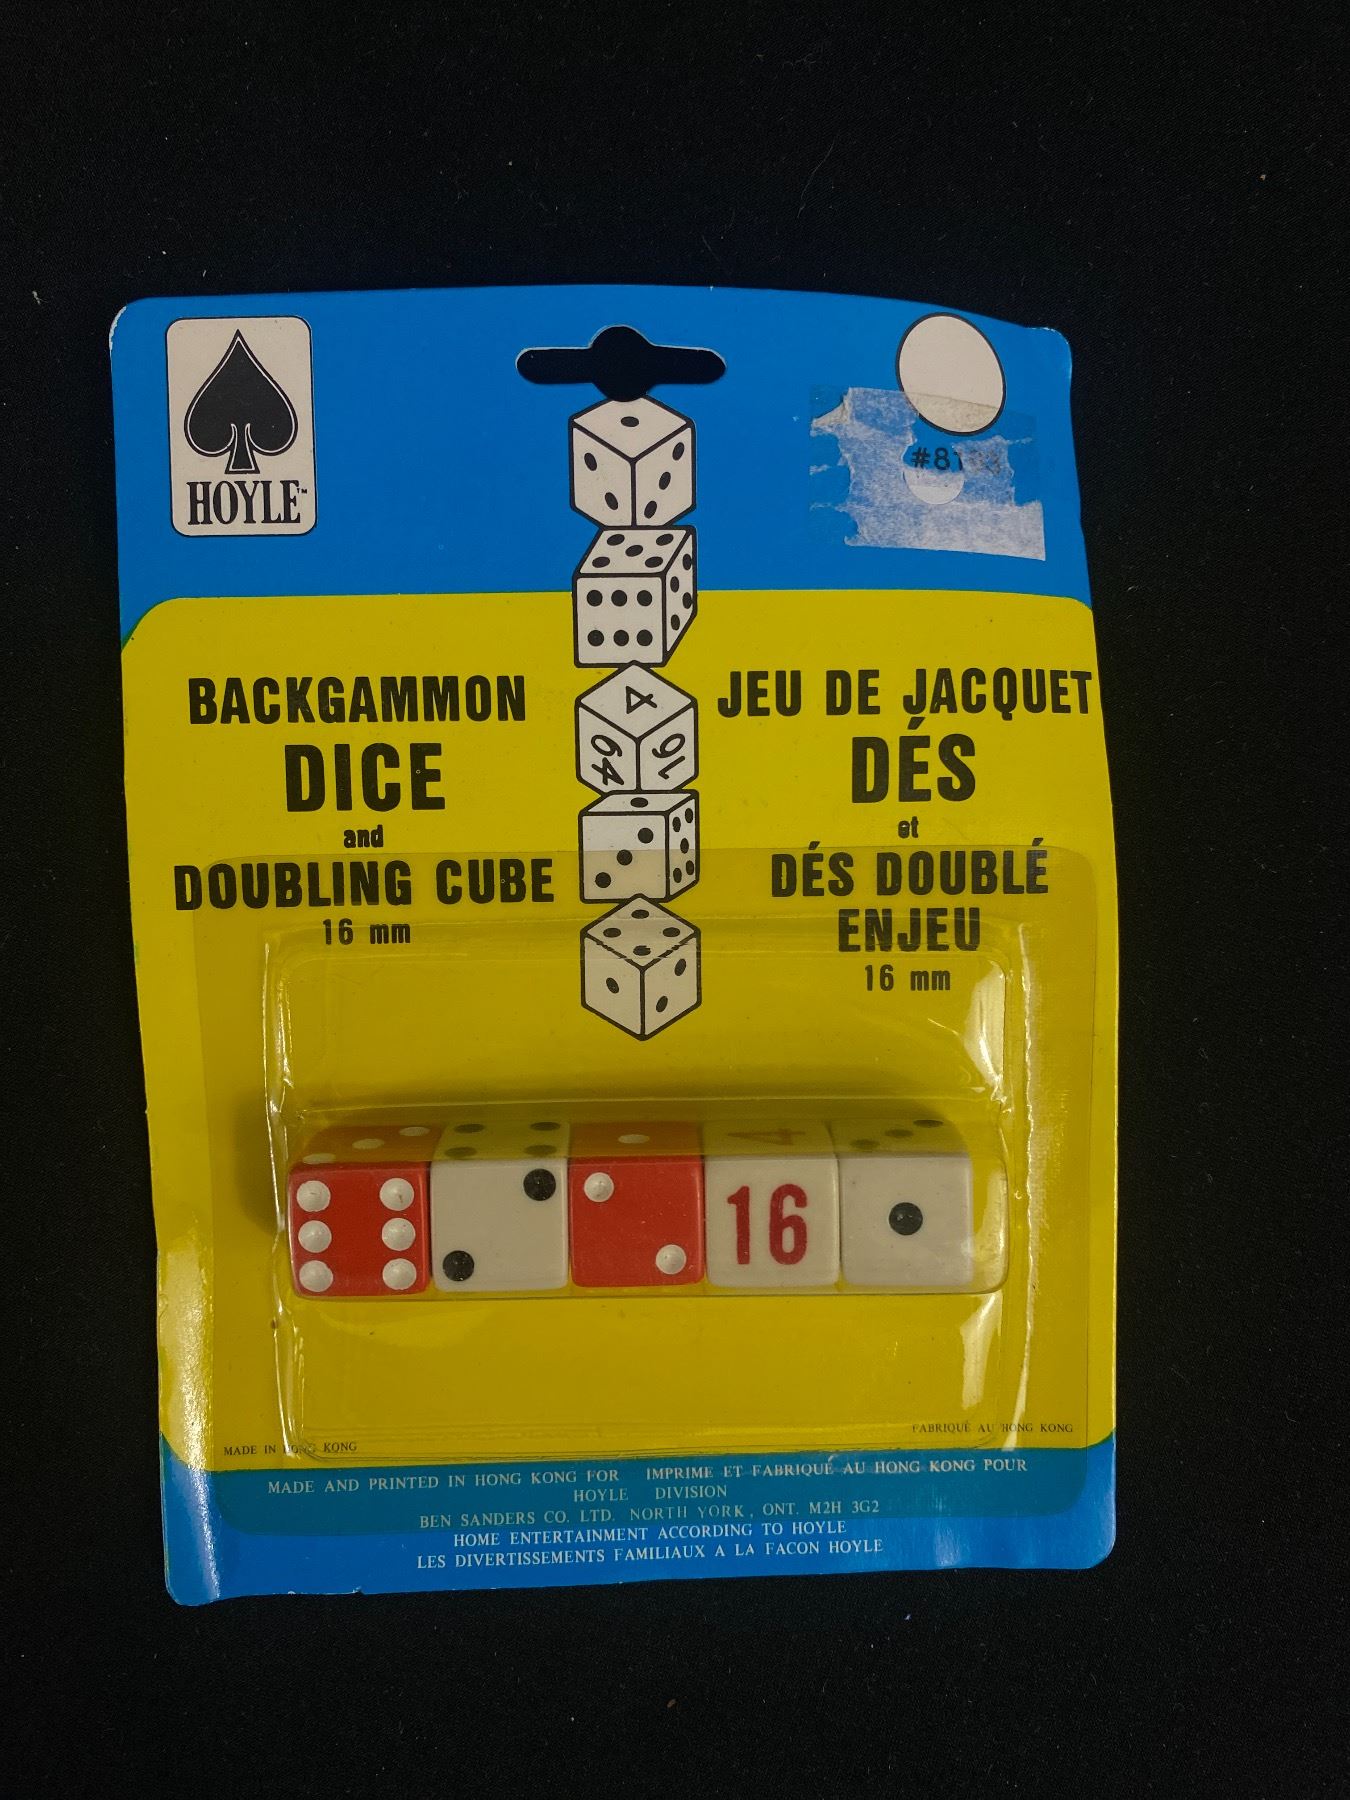 HOYLE™
BACKGAMMON
DICE
and
DOUBLING CUBE
16 mm
4
64
16
JEU DE JACQUET
DÉS
et
DÉS DOUBLÉ
ENJEU
16 mm
4
16
MADE IN HONG KONG
FABRIQUÉ AU HONG KONG
MADE AND PRINTED IN HONG KONG FOR IMPRIME ET FABRIQUÉ AU HONG KONG POUR
HOYLE DIVISION
BEN SANDERS CO. LTD. NORTH YORK, ONT. M2H 3G2
HOME ENTERTAINMENT ACCORDING TO HOYLE
LES DIVERTISSEMENTS FAMILIAUX A LA FACON HOYLE